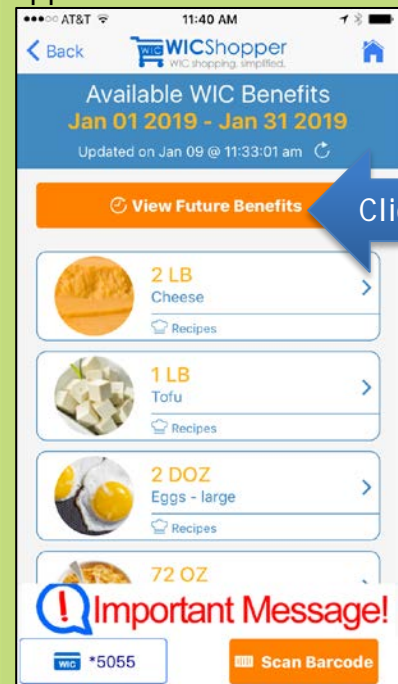 AT&T 11:40 AM
Back WIC WICShopper
WIC shopping. simplified.
Available WIC Benefits
Jan 01 2019 - Jan 31 2019
Updated on Jan 09 @ 11:33:01 am
View Future Benefits
2 LB
Cheese
Recipes
1 LB
Tofu
Recipes
2 DOZ
Eggs - large
Recipes
72 OZ
! Important Message!
WIC *5055
Scan Barcode